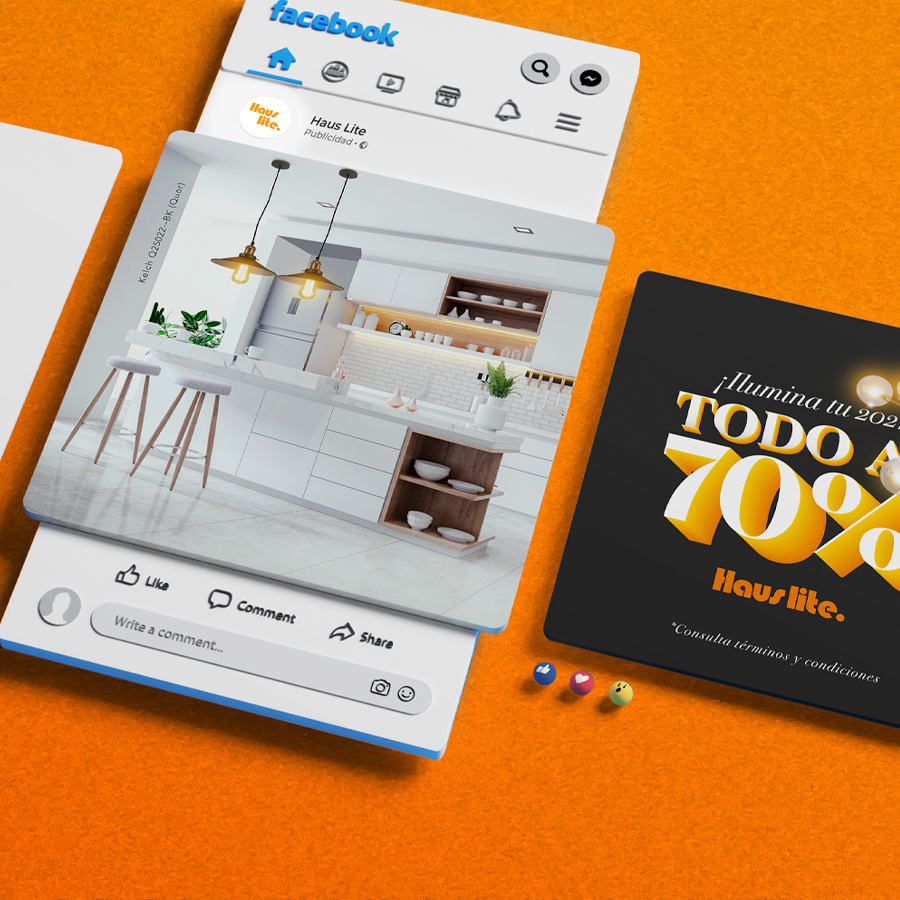 facebook
Haus
lite.
Haus Lite
Publicidad
Kelch Q25022--BK (Quor)
Like
Comment
Share
Write a comment...
¡Ilumina tu
TODO A
70%
Haus lite.
*Consulta términos y condiciones